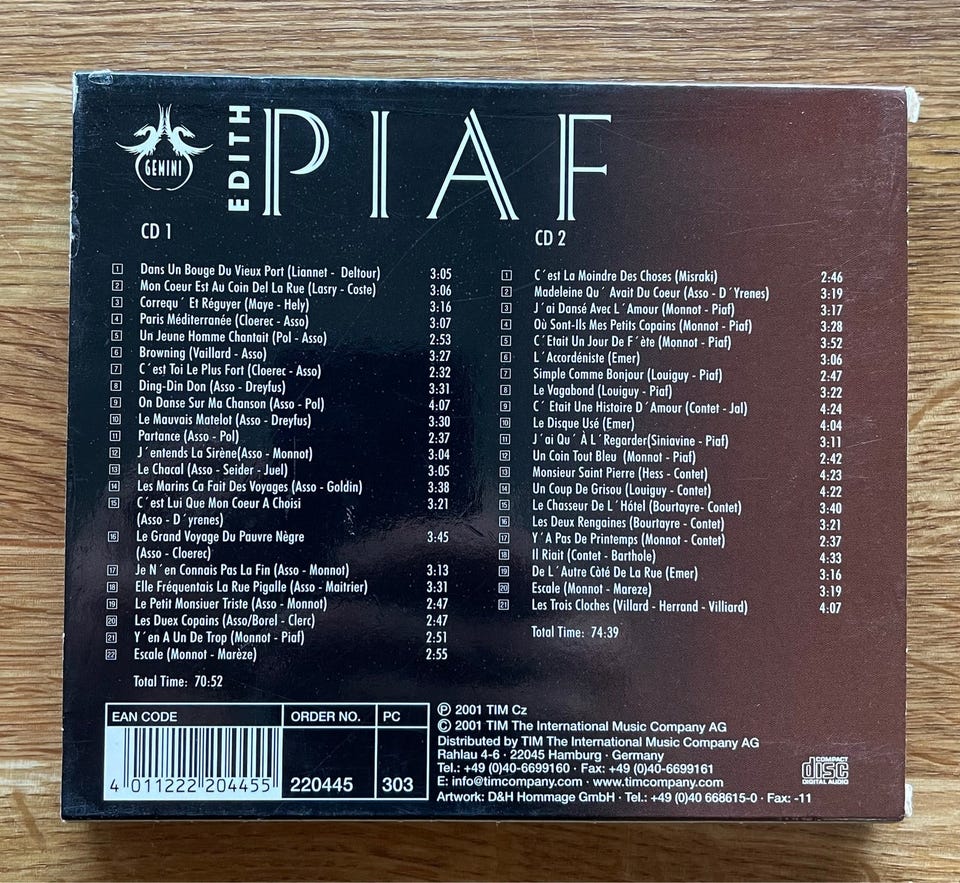 GEMINI
EDITH PIAF
CD 1
1 Dans Un Bouge Du Vieux Port (Liannet - Deltour) 3:05
2 Mon Coeur Est Au Coin Del La Rue (Lasry - Coste) 3:06
3 Correqu´ Et Réguyer (Maye - Hely) 3:16
4 Paris Méditerranée (Cloerec - Asso) 3:07
5 Un Jeune Homme Chantait (Pol - Asso) 2:53
6 Browning (Vaillard - Asso) 3:27
7 C´est Toi Le Plus Fort (Cloerec - Asso) 2:32
8 Ding-Din Don (Asso - Dreyfus) 3:31
9 On Danse Sur Ma Chanson (Asso - Pol) 4:07
10 Le Mauvais Matelot (Asso - Dreyfus) 3:30
11 Partance (Asso - Pol) 2:37
12 J´entends La Sirène(Asso - Monnot) 3:04
13 Le Chacal (Asso - Seider - Juel) 3:05
14 Les Marins Ca Fait Des Voyages (Asso - Goldin) 3:38
15 C´est Lui Que Mon Coeur A Choisi 3:21
(Asso - D´yrenes)
16 Le Grand Voyage Du Pauvre Nègre 3:45
(Asso - Cloerec)
17 Je N´en Connais Pas La Fin (Asso - Monnot) 3:13
18 Elle Fréquentais La Rue Pigalle (Asso - Maitrier) 3:31
19 Le Petit Monsiuer Triste (Asso - Monnot) 2:47
20 Les Duex Copains (Asso/Borel - Clerc) 2:47
21 Y´en A Un De Trop (Monnot - Piaf) 2:51
22 Escale (Monnot - Marèze) 2:55
Total Time: 70:52
CD 2
1 C´est La Moindre Des Choses (Misraki) 2:46
2 Madeleine Qu´ Avait Du Coeur (Asso - D´Yrenes) 3:19
3 J´ai Dansé Avec L´Amour (Monnot - Piaf) 3:17
4 Où Sont-Ils Mes Petits Copains (Monnot - Piaf) 3:28
5 C´Etait Un Jour De F´ète (Monnot - Piaf) 3:52
6 L´Accordéniste (Emer) 3:06
7 Simple Comme Bonjour (Louiguy - Piaf) 2:47
8 Le Vagabond (Louiguy - Piaf) 3:22
9 C´ Etait Une Histoire D´Amour (Contet - Jal) 4:24
10 Le Disque Usé (Emer) 4:04
11 J´ai Qu´ À L´Regarder(Siniavine - Piaf) 3:11
12 Un Coin Tout Bleu (Monnot - Piaf) 2:42
13 Monsieur Saint Pierre (Hess - Contet) 4:23
14 Un Coup De Grisou (Louiguy - Contet) 4:22
15 Le Chasseur De L´Hótel (Bourtayre- Contet) 3:40
16 Les Deux Rengaines (Bourtayre - Contet) 3:21
17 Y´A Pas De Printemps (Monnot - Contet) 2:37
18 Il Riait (Contet - Barthole) 4:33
19 De L´Autre Côté De La Rue (Emer) 3:16
20 Escale (Monnot - Mareze) 3:19
21 Les Trois Cloches (Villard - Herrand - Villiard) 4:07
Total Time: 74:39
EAN CODE
4 011222 204455
ORDER NO.
220445
PC
303
℗ 2001 TIM Cz
© 2001 TIM The International Music Company AG
Distributed by TIM The International Music Company AG
Rahlau 4-6 · 22045 Hamburg · Germany
Tel.: +49 (0)40-6699160 · Fax: +49 (0)40-6699161
E: info@timcompany.com · www.timcompany.com
Artwork: D&H Hommage GmbH · Tel.: +49 (0)40 668615-0 · Fax: -11
COMPACT
disc
DIGITAL AUDIO